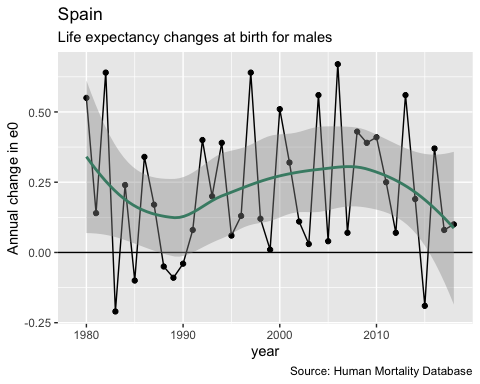 Spain
Life expectancy changes at birth for males
Annual change in e0
0.50
0.25
0.00
-0.25
1980
1990
2000
2010
year
Source: Human Mortality Database